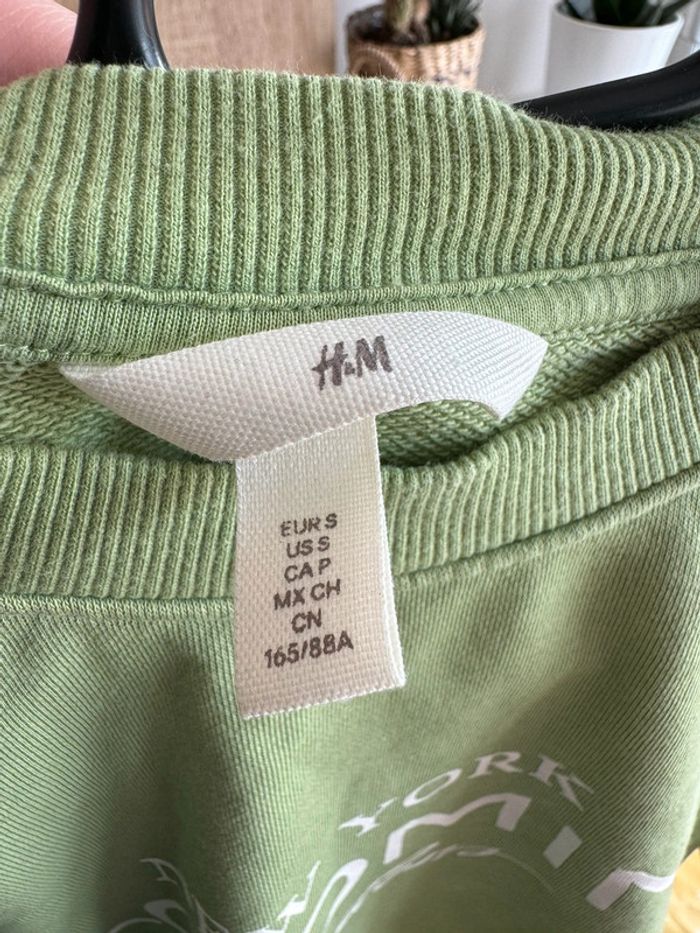 H&M
EUR S
US S
CA P
MX CH
CN
165/88A
YORK